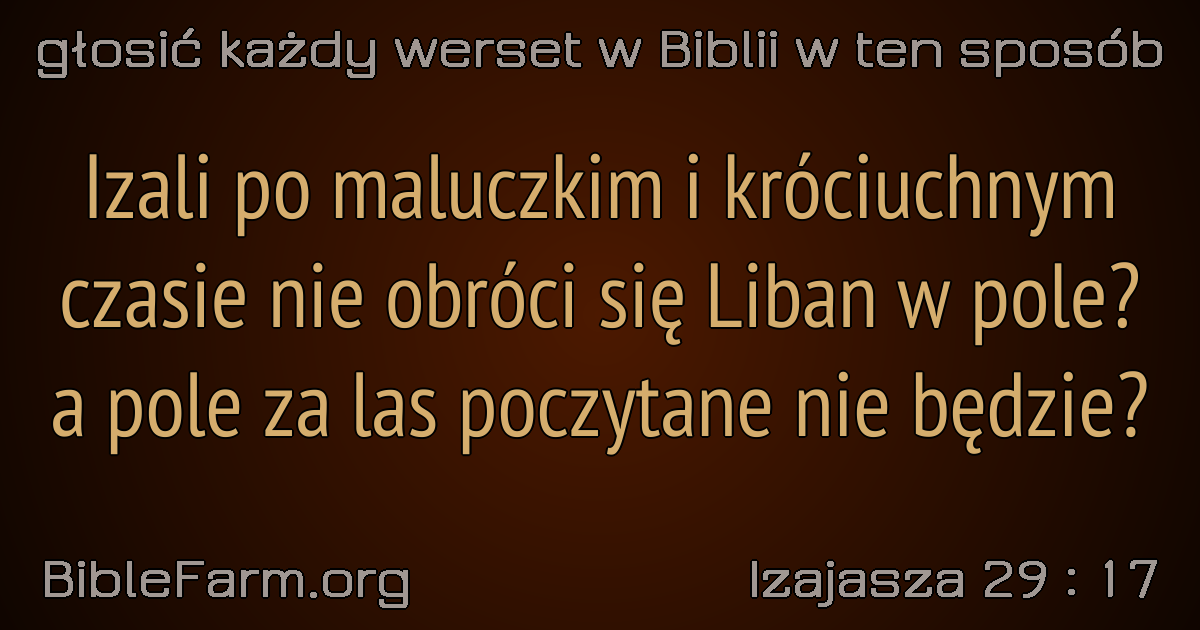 głosić każdy werset w Biblii w ten sposób
Izali po maluczkim i króciuchnym
czasie nie obróci się Liban w pole?
a pole za las poczytane nie będzie?
BibleFarm.org
Izajasza 29 : 17